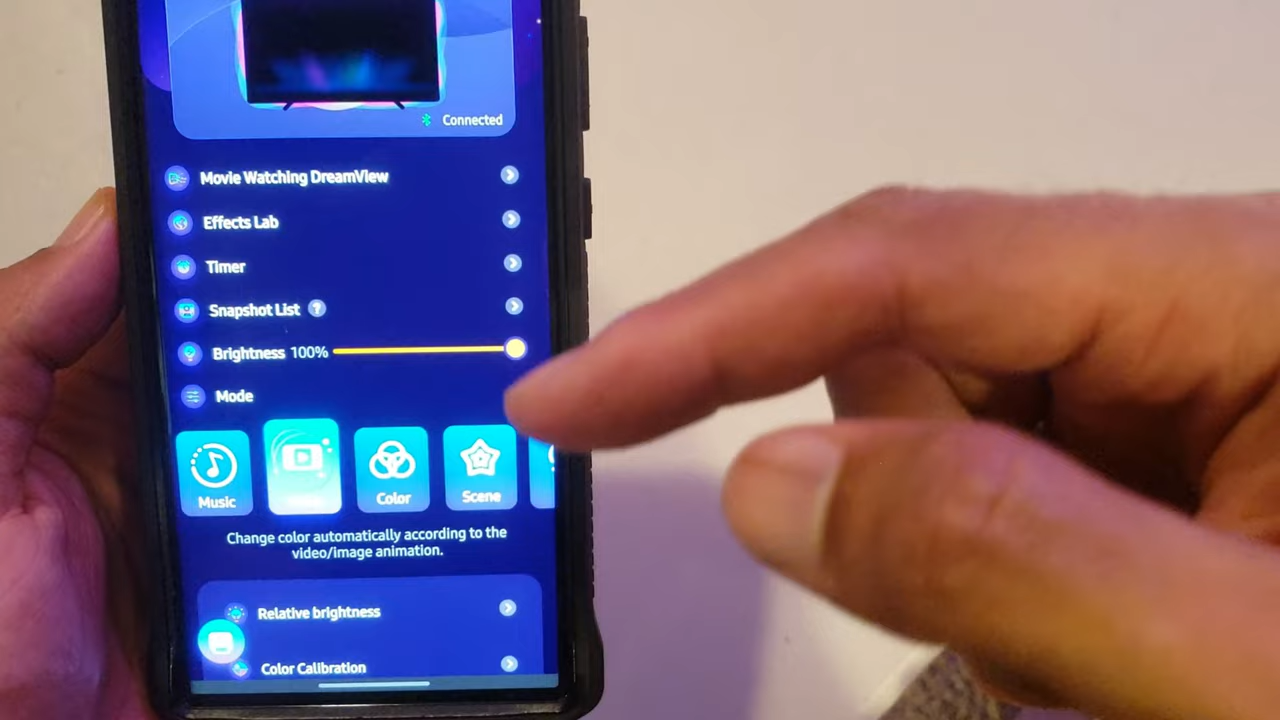 Connected
Movie Watching DreamView
Effects Lab
Timer
Snapshot List ?
Brightness 100%
Mode
Music
Color
Scene
Change color automatically according to the
video/image animation.
Relative brightness
Color Calibration